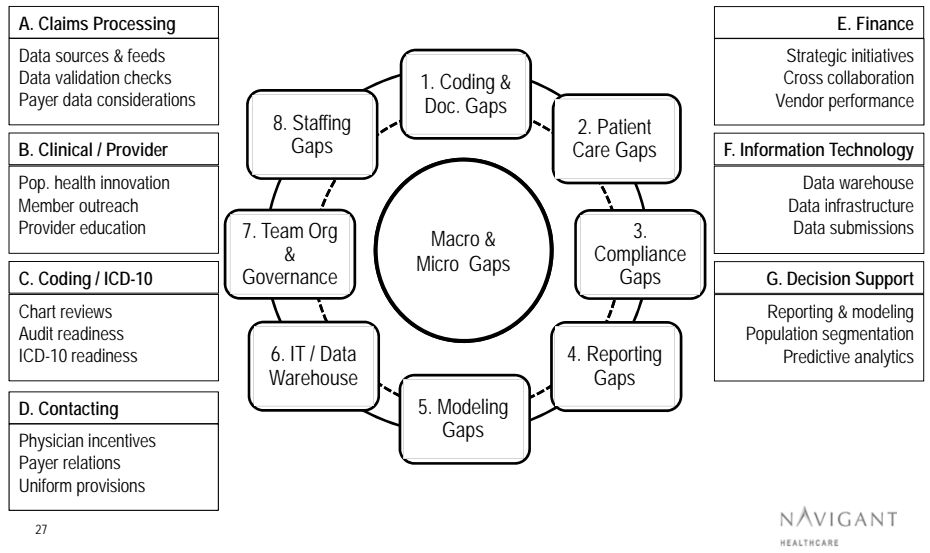 A. Claims Processing
Data sources & feeds
Data validation checks
Payer data considerations
B. Clinical / Provider
Pop. health innovation
Member outreach
Provider education
C. Coding / ICD-10
Chart reviews
Audit readiness
ICD-10 readiness
D. Contacting
Physician incentives
Payer relations
Uniform provisions
1. Coding &
Doc. Gaps
2. Patient
Care Gaps
3.
Compliance
Gaps
4. Reporting
Gaps
5. Modeling
Gaps
6. IT / Data
Warehouse
7. Team Org
&
Governance
8. Staffing
Gaps
Macro &
Micro Gaps
E. Finance
Strategic initiatives
Cross collaboration
Vendor performance
F. Information Technology
Data warehouse
Data infrastructure
Data submissions
G. Decision Support
Reporting & modeling
Population segmentation
Predictive analytics
27
NAVIGANT
HEALTHCARE